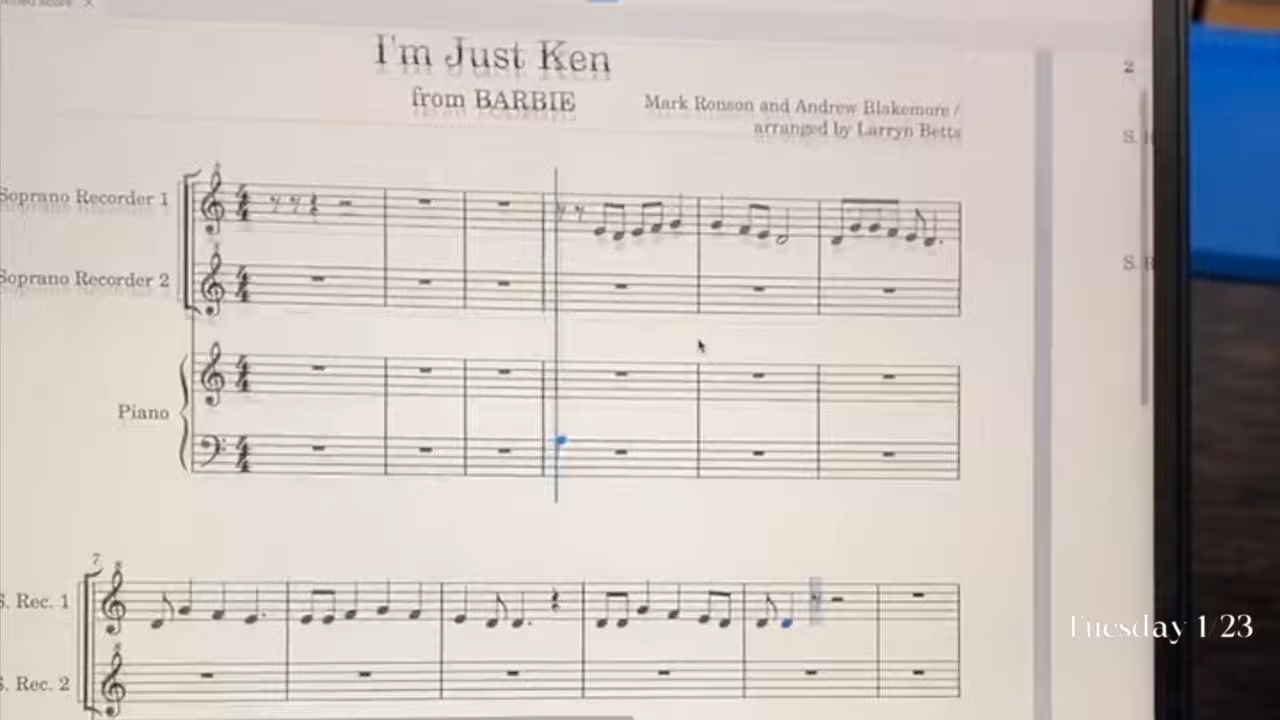 I'm Just Ken
from BARBIE
Mark Ronson and Andrew Blakemore /
arranged by Larryn Betts
2
Soprano Recorder 1
Soprano Recorder 2
Piano
7
S. Rec. 1
S. Rec. 2
Tuesday 1/23